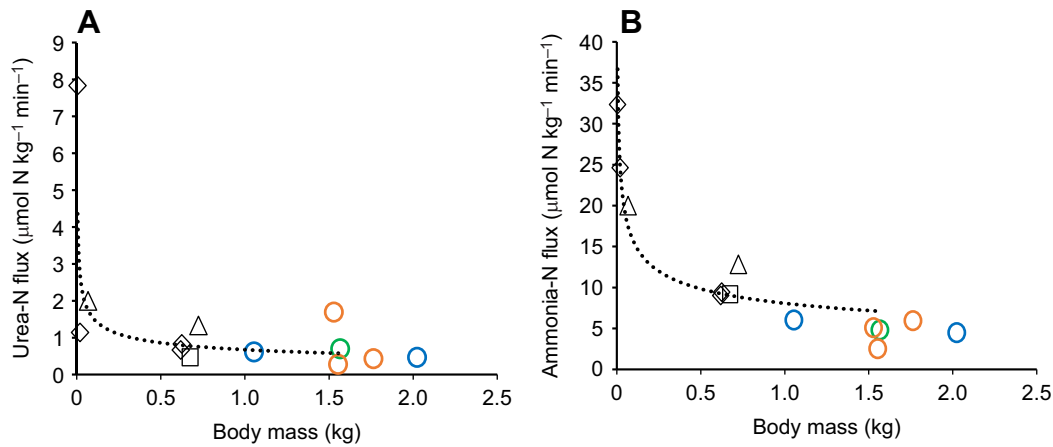 A
9
8
7
6
5
4
3
2
1
0
Urea-N flux (μmol N kg⁻¹ min⁻¹)
0 0.5 1.0 1.5 2.0 2.5
Body mass (kg)
B
40
35
30
25
20
15
10
5
0
Ammonia-N flux (μmol N kg⁻¹ min⁻¹)
0 0.5 1.0 1.5 2.0 2.5
Body mass (kg)